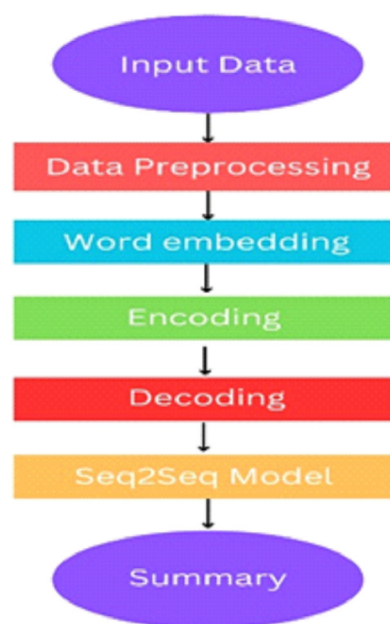 Input Data
Data Preprocessing
Word embedding
Encoding
Decoding
Seq2Seq Model
Summary